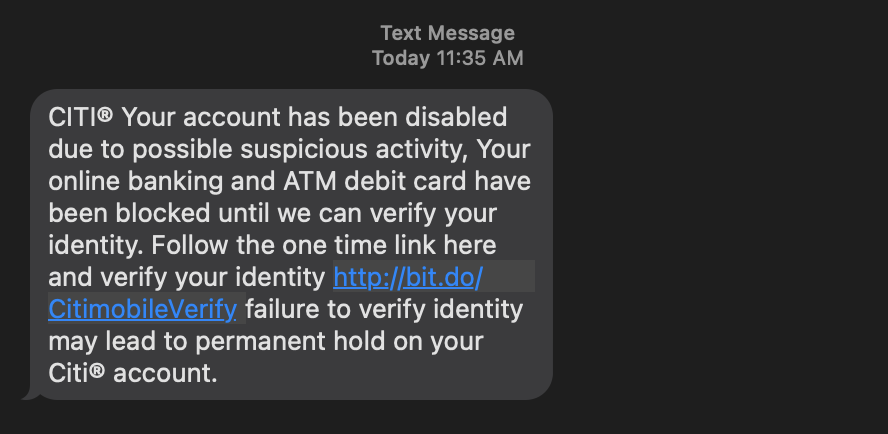 Text Message
Today 11:35 AM
CITI® Your account has been disabled
due to possible suspicious activity, Your
online banking and ATM debit card have
been blocked until we can verify your
identity. Follow the one time link here
and verify your identity http://bit.do/
CitimobileVerify failure to verify identity
may lead to permanent hold on your
Citi® account.